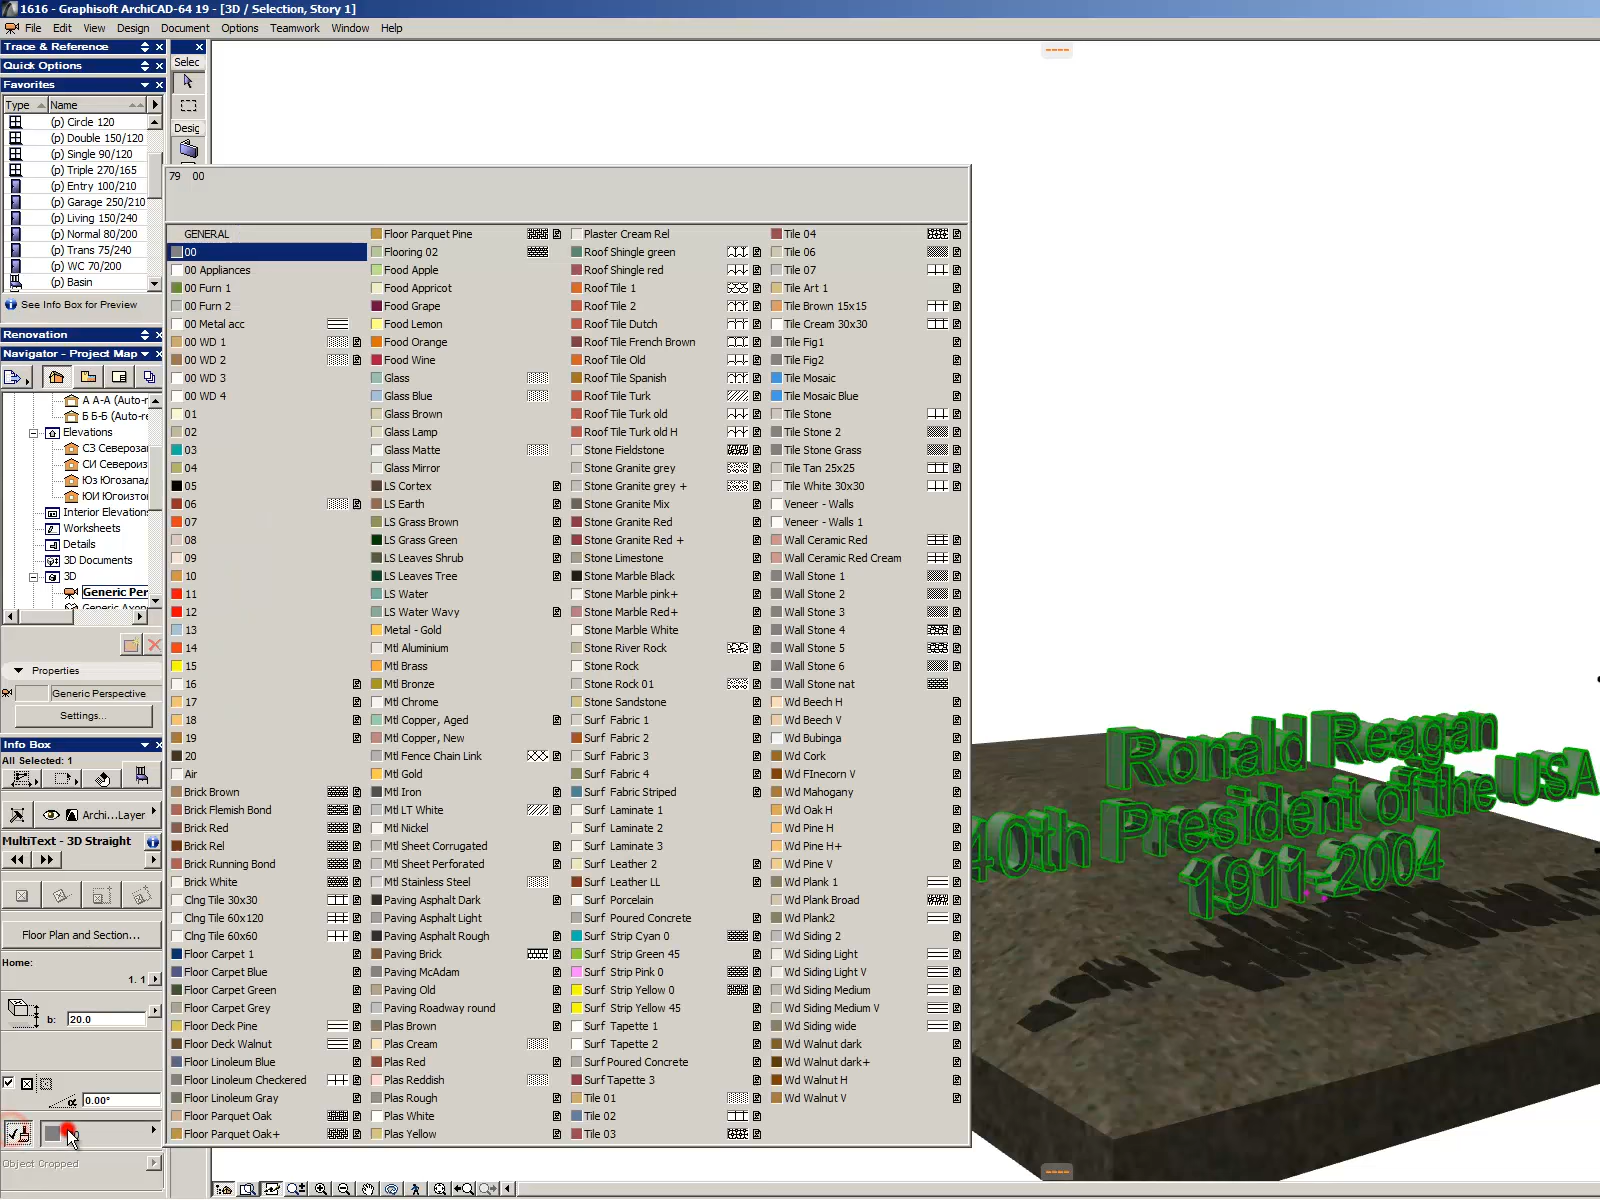 1616 - Graphisoft ArchiCAD-64 19 - [3D / Selection, Story 1]
File Edit View Design Document Options Teamwork Window Help
Trace & Reference
Quick Options
Favorites
Type Name
(p) Circle 120
(p) Double 150/120
(p) Single 90/120
(p) Triple 270/165
(p) Entry 100/210
(p) Garage 250/210
(p) Living 150/240
(p) Normal 80/200
(p) Trans 75/240
(p) WC 70/200
(p) Basin
See Info Box for Preview
Renovation
Navigator - Project Map
А А-А (Auto-r
Б Б-Б (Auto-re
Elevations
СЗ Северозап
СИ Североиз
Юз Югозапад
ЮИ Югоизто
Interior Elevation
Worksheets
Details
3D Documents
3D
Generic Per
Generic Axon
Properties
Generic Perspective
Settings...
Info Box
All Selected: 1
Archi...Layer
MultiText - 3D Straight
Floor Plan and Section...
Home:
1. 1
b: 20.0
α 0.00°
Object Cropped
Selec
Desig
79 00
GENERAL
00
00 Appliances
00 Furn 1
00 Furn 2
00 Metal acc
00 WD 1
00 WD 2
00 WD 3
00 WD 4
01
02
03
04
05
06
07
08
09
10
11
12
13
14
15
16
17
18
19
20
Air
Brick Brown
Brick Flemish Bond
Brick Red
Brick Rel
Brick Running Bond
Brick White
Clng Tile 30x30
Clng Tile 60x120
Clng Tile 60x60
Floor Carpet 1
Floor Carpet Blue
Floor Carpet Green
Floor Carpet Grey
Floor Deck Pine
Floor Deck Walnut
Floor Linoleum Blue
Floor Linoleum Checkered
Floor Linoleum Gray
Floor Parquet Oak
Floor Parquet Oak+
Floor Parquet Pine
Flooring 02
Food Apple
Food Appricot
Food Grape
Food Lemon
Food Orange
Food Wine
Glass
Glass Blue
Glass Brown
Glass Lamp
Glass Matte
Glass Mirror
LS Cortex
LS Earth
LS Grass Brown
LS Grass Green
LS Leaves Shrub
LS Leaves Tree
LS Water
LS Water Wavy
Metal - Gold
Mtl Aluminium
Mtl Brass
Mtl Bronze
Mtl Chrome
Mtl Copper, Aged
Mtl Copper, New
Mtl Fence Chain Link
Mtl Gold
Mtl Iron
Mtl LT White
Mtl Nickel
Mtl Sheet Corrugated
Mtl Sheet Perforated
Mtl Stainless Steel
Paving Asphalt Dark
Paving Asphalt Light
Paving Asphalt Rough
Paving Brick
Paving McAdam
Paving Old
Paving Roadway round
Plas Brown
Plas Cream
Plas Red
Plas Reddish
Plas Rough
Plas White
Plas Yellow
Plaster Cream Rel
Roof Shingle green
Roof Shingle red
Roof Tile 1
Roof Tile 2
Roof Tile Dutch
Roof Tile French Brown
Roof Tile Old
Roof Tile Spanish
Roof Tile Turk
Roof Tile Turk old
Roof Tile Turk old H
Stone Fieldstone
Stone Granite grey
Stone Granite grey +
Stone Granite Mix
Stone Granite Red
Stone Granite Red +
Stone Limestone
Stone Marble Black
Stone Marble pink+
Stone Marble Red+
Stone Marble White
Stone River Rock
Stone Rock
Stone Rock 01
Stone Sandstone
Surf Fabric 1
Surf Fabric 2
Surf Fabric 3
Surf Fabric 4
Surf Fabric Striped
Surf Laminate 1
Surf Laminate 2
Surf Laminate 3
Surf Leather 2
Surf Leather LL
Surf Porcelain
Surf Poured Concrete
Surf Strip Cyan 0
Surf Strip Green 45
Surf Strip Pink 0
Surf Strip Yellow 0
Surf Strip Yellow 45
Surf Tapette 1
Surf Tapette 2
Surf Poured Concrete
Surf Tapette 3
Tile 01
Tile 02
Tile 03
Tile 04
Tile 06
Tile 07
Tile Art 1
Tile Brown 15x15
Tile Cream 30x30
Tile Fig1
Tile Fig2
Tile Mosaic
Tile Mosaic Blue
Tile Stone
Tile Stone 2
Tile Stone Grass
Tile Tan 25x25
Tile White 30x30
Veneer - Walls
Veneer - Walls 1
Wall Ceramic Red
Wall Ceramic Red Cream
Wall Stone 1
Wall Stone 2
Wall Stone 3
Wall Stone 4
Wall Stone 5
Wall Stone 6
Wall Stone nat
Wd Beech H
Wd Beech V
Wd Bubinga
Wd Cork
Wd FInecorn V
Wd Mahogany
Wd Oak H
Wd Pine H
Wd Pine H+
Wd Pine V
Wd Plank 1
Wd Plank Broad
Wd Plank2
Wd Siding 2
Wd Siding Light
Wd Siding Light V
Wd Siding Medium
Wd Siding Medium V
Wd Siding wide
Wd Walnut dark
Wd Walnut dark+
Wd Walnut H
Wd Walnut V
Ronald Reagan
40th President of the USA
1911-2004